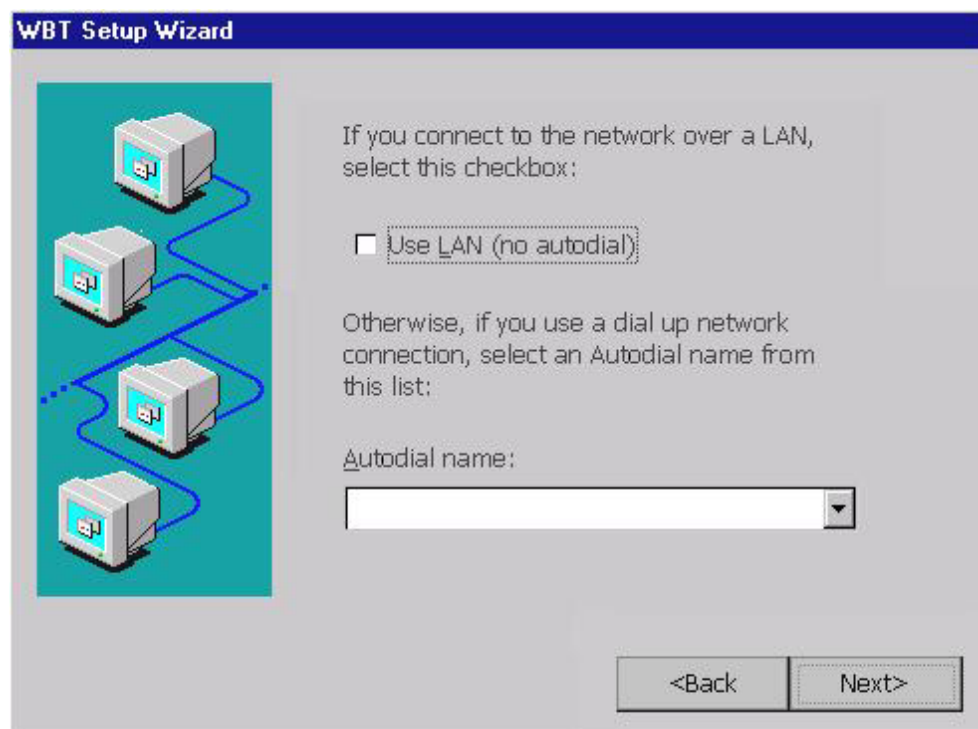 WBT Setup Wizard
If you connect to the network over a LAN,
select this checkbox:
Use LAN (no autodial)
Otherwise, if you use a dial up network
connection, select an Autodial name from
this list:
Autodial name:
<Back
Next>